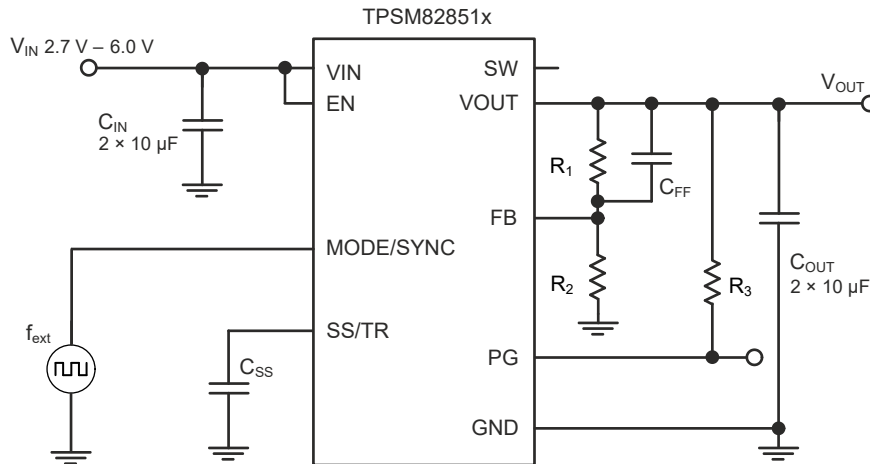 TPSM82851x
V_IN 2.7 V – 6.0 V
VIN
SW
EN
VOUT
V_OUT
C_IN
2 × 10 µF
R_1
C_FF
FB
MODE/SYNC
R_2
R_3
C_OUT
2 × 10 µF
f_ext
SS/TR
C_SS
PG
GND